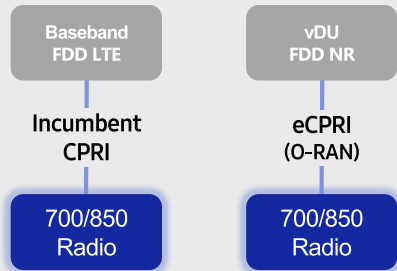 Baseband
FDD LTE
Incumbent
CPRI
700/850
Radio
vDU
FDD NR
eCPRI
(O-RAN)
700/850
Radio